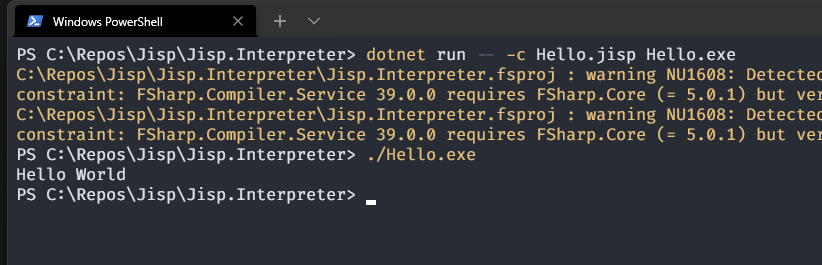 Windows PowerShell
PS C:\Repos\Jisp\Jisp.Interpreter> dotnet run -- -c Hello.jisp Hello.exe
C:\Repos\Jisp\Jisp.Interpreter\Jisp.Interpreter.fsproj : warning NU1608: Detected
constraint: FSharp.Compiler.Service 39.0.0 requires FSharp.Core (= 5.0.1) but ver
C:\Repos\Jisp\Jisp.Interpreter\Jisp.Interpreter.fsproj : warning NU1608: Detected
constraint: FSharp.Compiler.Service 39.0.0 requires FSharp.Core (= 5.0.1) but ver
PS C:\Repos\Jisp\Jisp.Interpreter> ./Hello.exe
Hello World
PS C:\Repos\Jisp\Jisp.Interpreter>